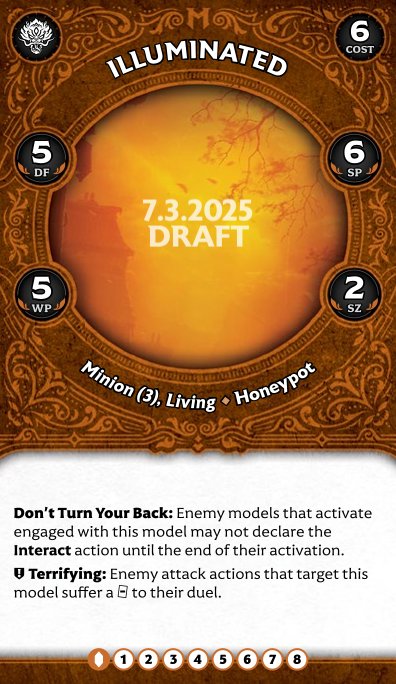 6
COST
ILLUMINATED
5
DF
6
SP
7.3.2025
DRAFT
5
WP
2
SZ
Minion (3), Living ◆ Honeypot
Don't Turn Your Back: Enemy models that activate
engaged with this model may not declare the
Interact action until the end of their activation.
Terrifying: Enemy attack actions that target this
model suffer a to their duel.
1 2 3 4 5 6 7 8